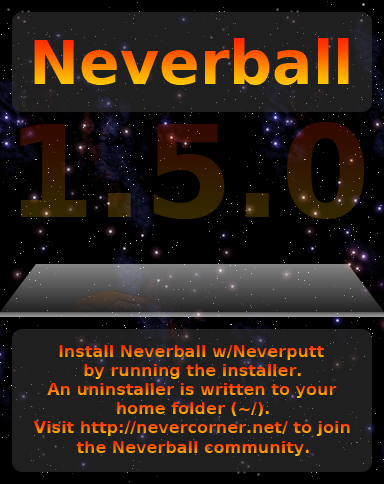 Neverball
1.5.0
Install Neverball w/Neverputt
by running the installer.
An uninstaller is written to your
home folder (~/).
Visit http://nevercorner.net/ to join
the Neverball community.